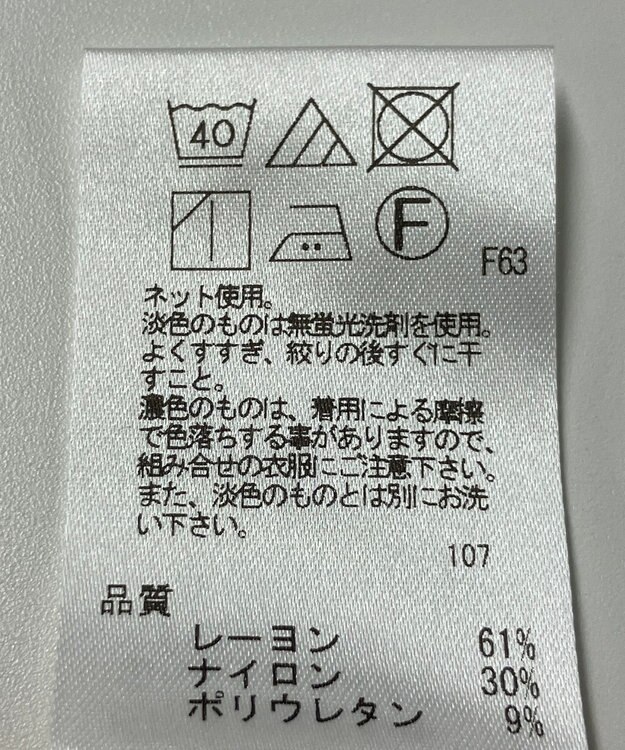 40
F
F63
ネット使用。
淡色のものは無蛍光洗剤を使用。
よくすすぎ、絞りの後すぐに干
すこと。
濃色のものは、着用による摩擦
で色落ちする事がありますので、
組み合せの衣服にご注意下さい。
また、淡色のものとは別にお洗
い下さい。
107
品質
レーヨン 61%
ナイロン 30%
ポリウレタン 9%